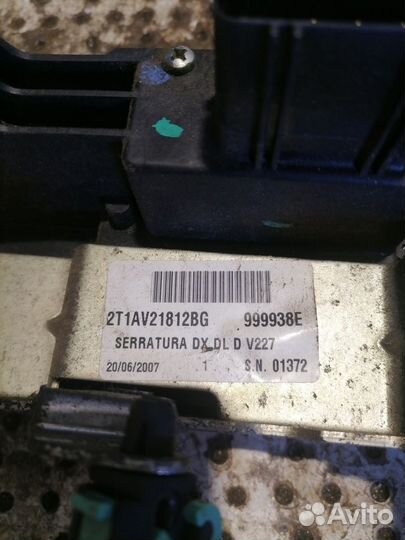 2T1AV21812BG 999938E
SERRATURA DX DL D V227
20/06/2007 1 S.N. 01372
Avito